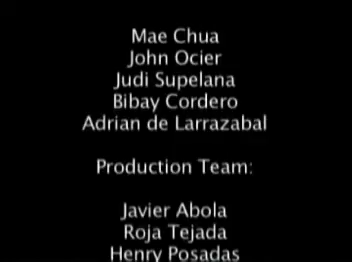 Mae Chua
John Ocier
Judi Supelana
Bibay Cordero
Adrian de Larrazabal
Production Team:
Javier Abola
Roja Tejada
Henry Posadas